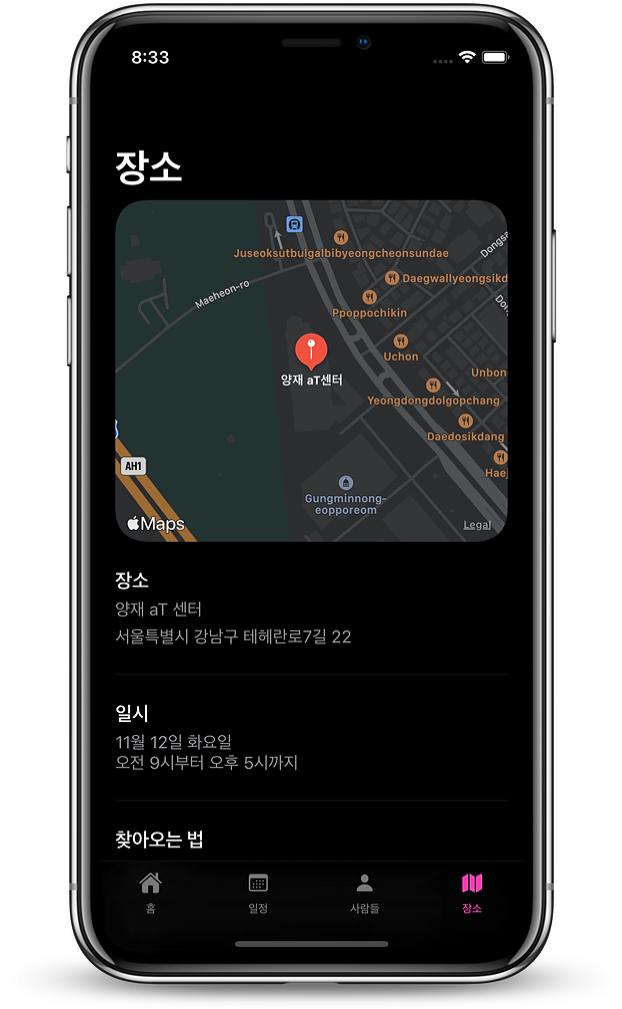 8:33
장소
Juseoksutbulgalbibyeongcheonsundae
Dongsa
Daegwallyeongsikd
Maeheon-ro
Ppoppochikin
Don
Uchon
양재 aT센터
Unbon
Yeongdongdolgopchang
Daedosikdang
AH1
Haej
Gungminnong-
eopporeom
Maps
Legal
장소
양재 aT 센터
서울특별시 강남구 테헤란로7길 22
일시
11월 12일 화요일
오전 9시부터 오후 5시까지
찾아오는 법
홈
일정
사람들
장소